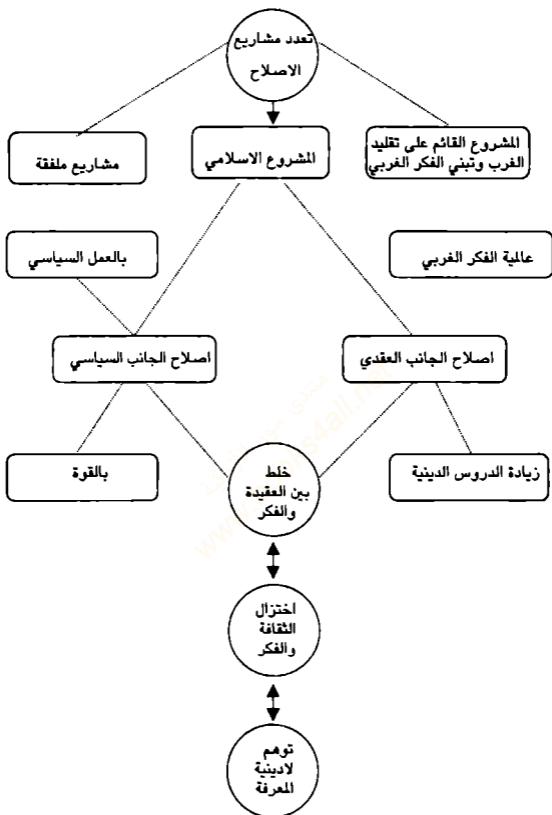 تعدد مشاريع
الاصلاح
المشروع القائم على تقليد
الغرب وتبني الفكر الغربي
المشروع الاسلامي
مشاريع ملفقة
عالمية الفكر الغربي
بالعمل السياسي
اصلاح الجانب العقدي
اصلاح الجانب السياسي
زيادة الدروس الدينية
خلط
بين العقيدة
والفكر
بالقوة
اختزال
الثقافة
والفكر
توهم
لادينية
المعرفة